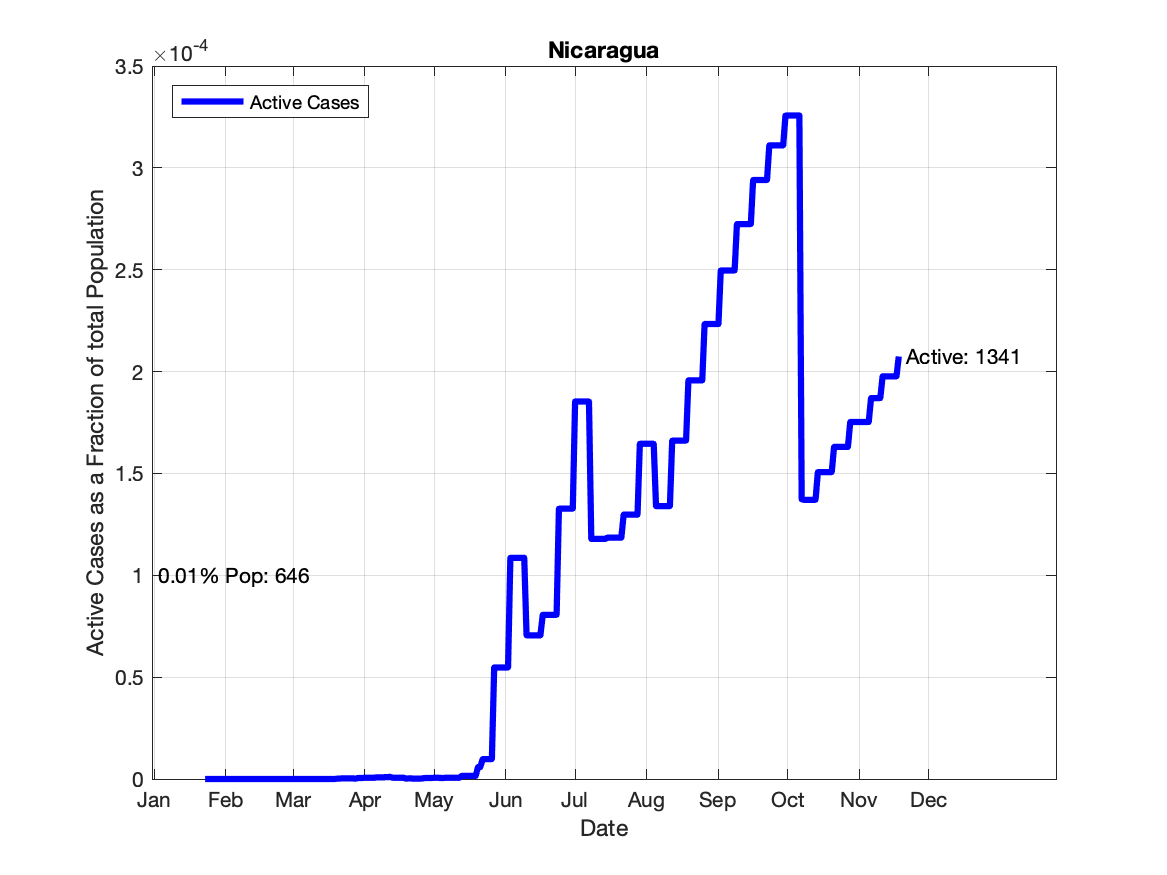 Nicaragua
×10-4
3.5
3
2.5
2
1.5
1
0.5
0
Active Cases as a Fraction of total Population
Active Cases
Active: 1341
0.01% Pop: 646
Jan Feb Mar Apr May Jun Jul Aug Sep Oct Nov Dec
Date